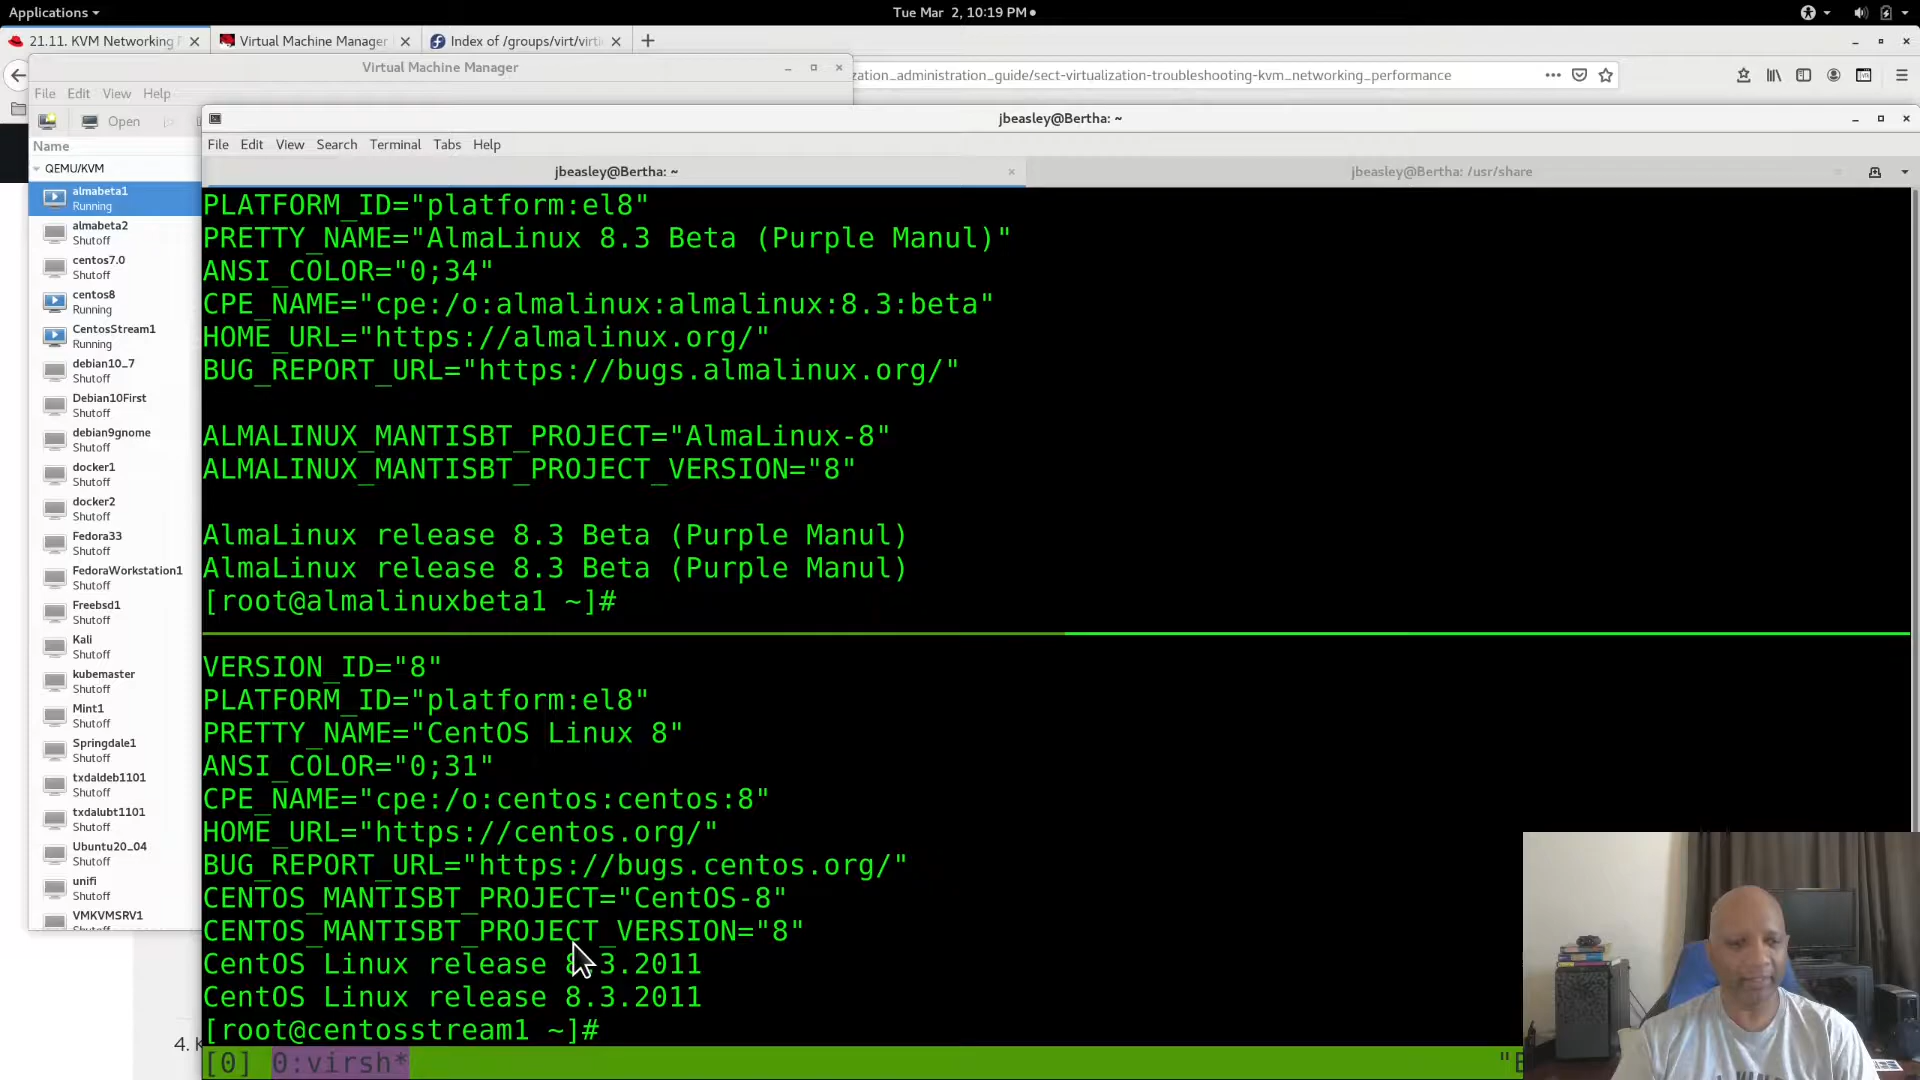 Applications
Tue Mar 2, 10:19 PM
21.11. KVM Networking
Virtual Machine Manager
Index of /groups/virt/virti
Virtual Machine Manager
zation_administration_guide/sect-virtualization-troubleshooting-kvm_networking_performance
File Edit View Help
Open
Name
QEMU/KVM
almabeta1
Running
almabeta2
Shutoff
centos7.0
Shutoff
centos8
Running
CentosStream1
Running
debian10_7
Shutoff
Debian10First
Shutoff
debian9gnome
Shutoff
docker1
Shutoff
docker2
Shutoff
Fedora33
Shutoff
FedoraWorkstation1
Shutoff
Freebsd1
Shutoff
Kali
Shutoff
kubemaster
Shutoff
Mint1
Shutoff
Springdale1
Shutoff
txdaldeb1101
Shutoff
txdalubt1101
Shutoff
Ubuntu20_04
Shutoff
unifi
Shutoff
VMKVMSRV1
jbeasley@Bertha: ~
File Edit View Search Terminal Tabs Help
jbeasley@Bertha: ~
jbeasley@Bertha: /usr/share
PLATFORM_ID="platform:el8"
PRETTY_NAME="AlmaLinux 8.3 Beta (Purple Manul)"
ANSI_COLOR="0;34"
CPE_NAME="cpe:/o:almalinux:almalinux:8.3:beta"
HOME_URL="https://almalinux.org/"
BUG_REPORT_URL="https://bugs.almalinux.org/"
ALMALINUX_MANTISBT_PROJECT="AlmaLinux-8"
ALMALINUX_MANTISBT_PROJECT_VERSION="8"
AlmaLinux release 8.3 Beta (Purple Manul)
AlmaLinux release 8.3 Beta (Purple Manul)
[root@almalinuxbeta1 ~]#
VERSION_ID="8"
PLATFORM_ID="platform:el8"
PRETTY_NAME="CentOS Linux 8"
ANSI_COLOR="0;31"
CPE_NAME="cpe:/o:centos:centos:8"
HOME_URL="https://centos.org/"
BUG_REPORT_URL="https://bugs.centos.org/"
CENTOS_MANTISBT_PROJECT="CentOS-8"
CENTOS_MANTISBT_PROJECT_VERSION="8"
CentOS Linux release 8.3.2011
CentOS Linux release 8.3.2011
[root@centosstream1 ~]#
4. K
[0] 0:virsh*